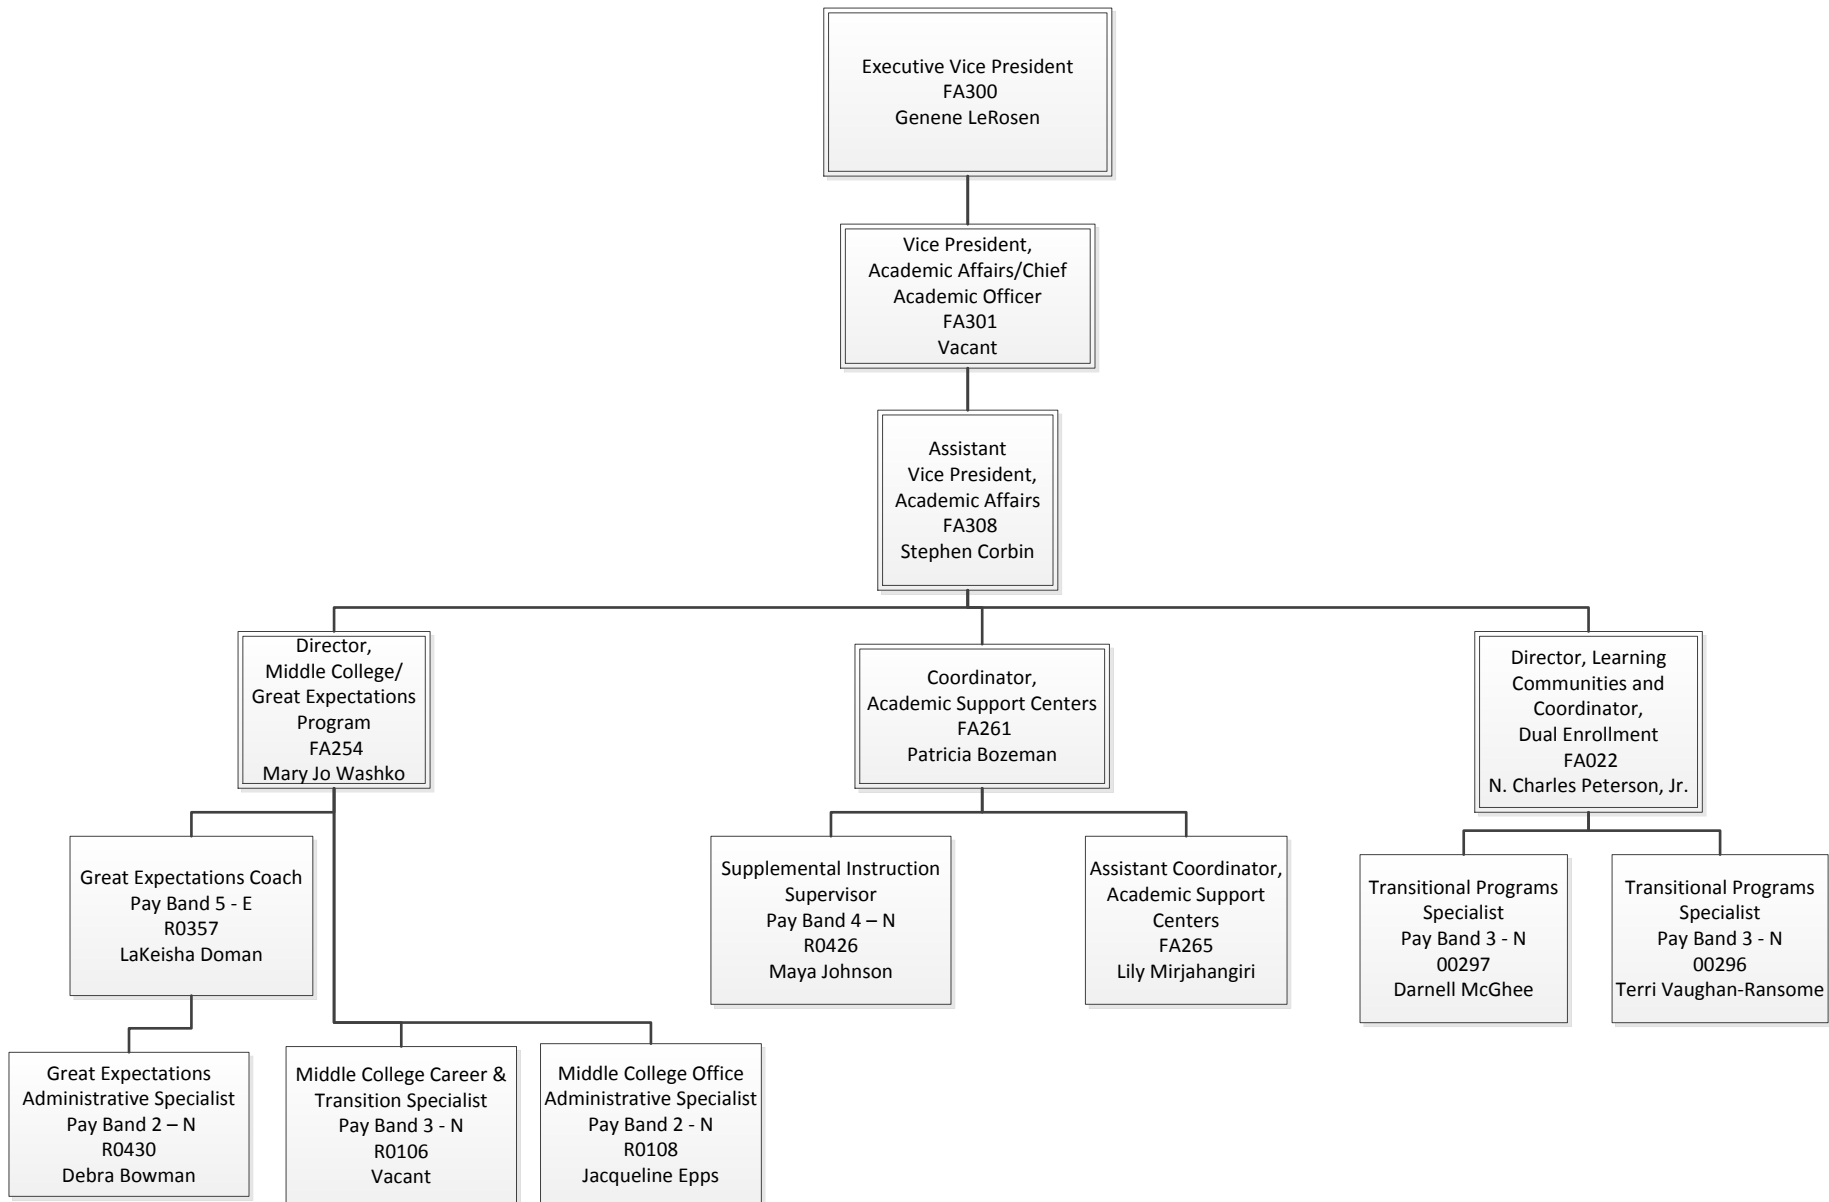 Executive Vice President
FA300
Genene LeRosen
Vice President,
Academic Affairs/Chief
Academic Officer
FA301
Vacant
Assistant
Vice President,
Academic Affairs
FA308
Stephen Corbin
Director,
Middle College/
Great Expectations
Program
FA254
Mary Jo Washko
Coordinator,
Academic Support Centers
FA261
Patricia Bozeman
Director, Learning
Communities and
Coordinator,
Dual Enrollment
FA022
N. Charles Peterson, Jr.
Great Expectations Coach
Pay Band 5 - E
R0357
LaKeisha Doman
Supplemental Instruction
Supervisor
Pay Band 4 – N
R0426
Maya Johnson
Assistant Coordinator,
Academic Support
Centers
FA265
Lily Mirjahangiri
Transitional Programs
Specialist
Pay Band 3 - N
00297
Darnell McGhee
Transitional Programs
Specialist
Pay Band 3 - N
00296
Terri Vaughan-Ransome
Great Expectations
Administrative Specialist
Pay Band 2 – N
R0430
Debra Bowman
Middle College Career &
Transition Specialist
Pay Band 3 - N
R0106
Vacant
Middle College Office
Administrative Specialist
Pay Band 2 - N
R0108
Jacqueline Epps